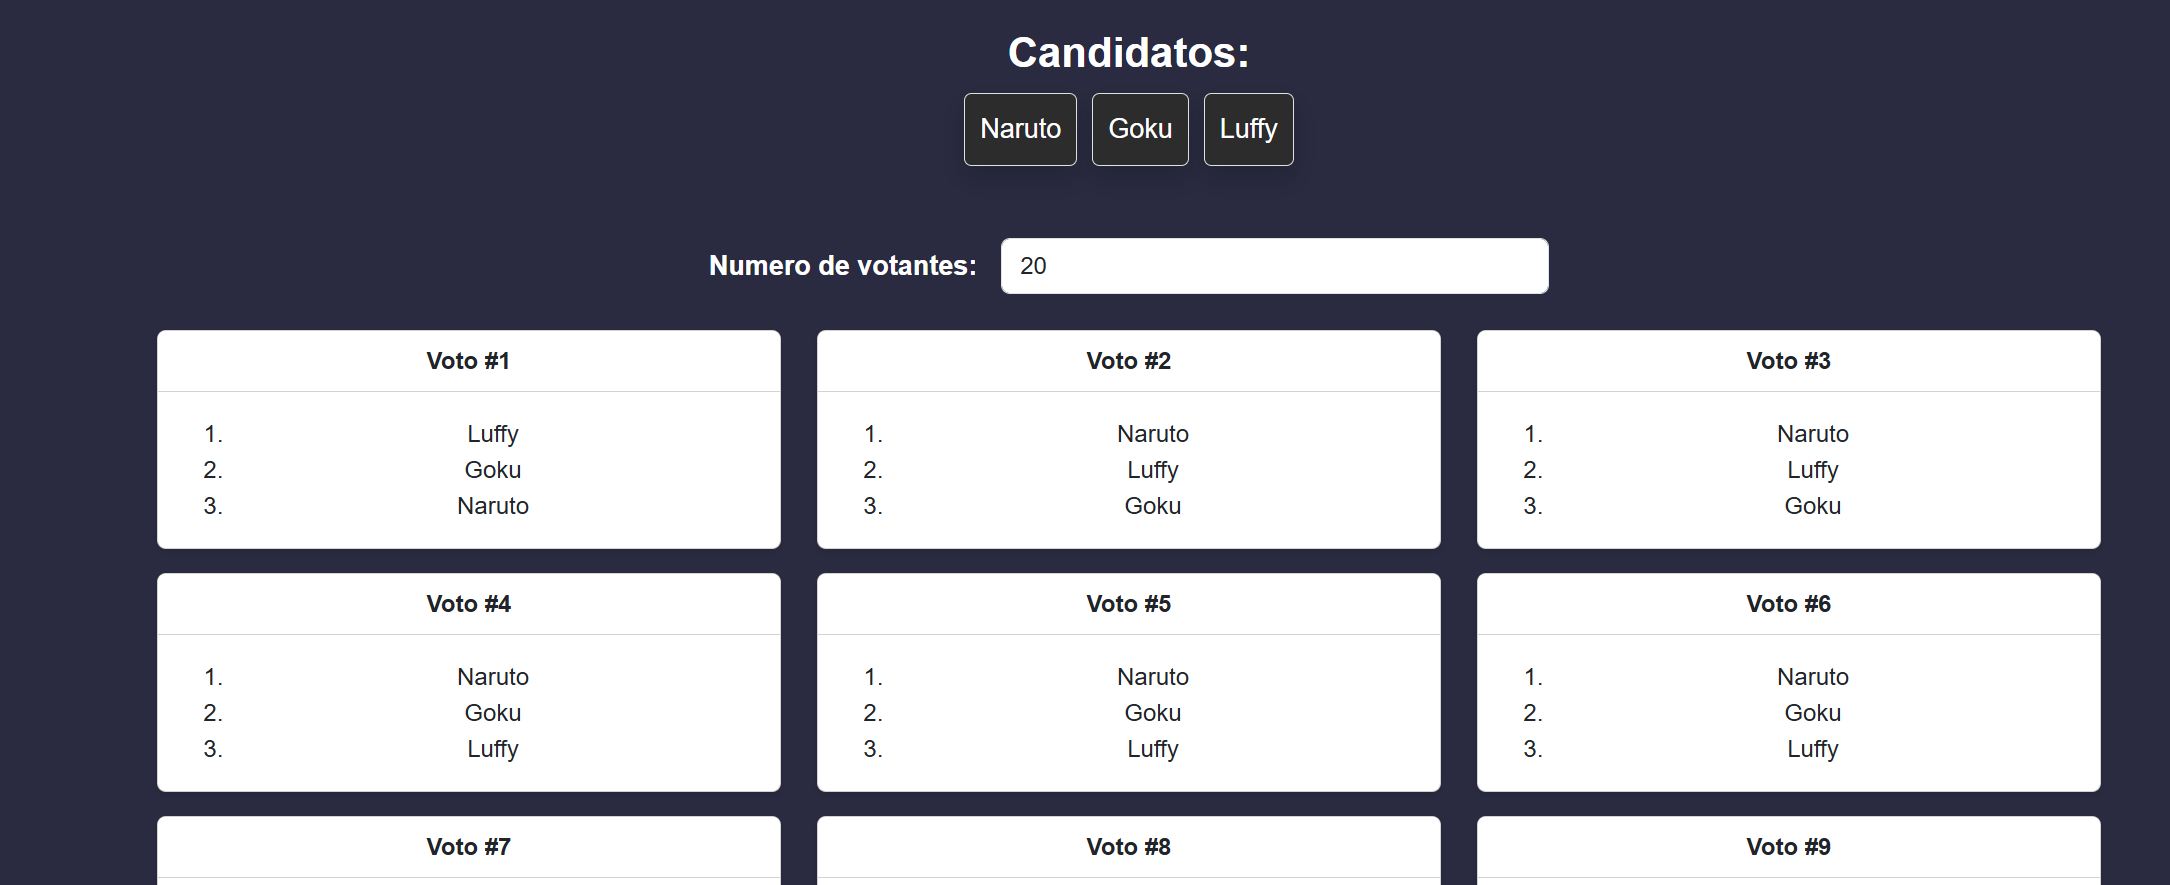 Candidatos:
Naruto Goku Luffy
Numero de votantes: 20
Voto #1
1. Luffy
2. Goku
3. Naruto
Voto #2
1. Naruto
2. Luffy
3. Goku
Voto #3
1. Naruto
2. Luffy
3. Goku
Voto #4
1. Naruto
2. Goku
3. Luffy
Voto #5
1. Naruto
2. Goku
3. Luffy
Voto #6
1. Naruto
2. Goku
3. Luffy
Voto #7
Voto #8
Voto #9